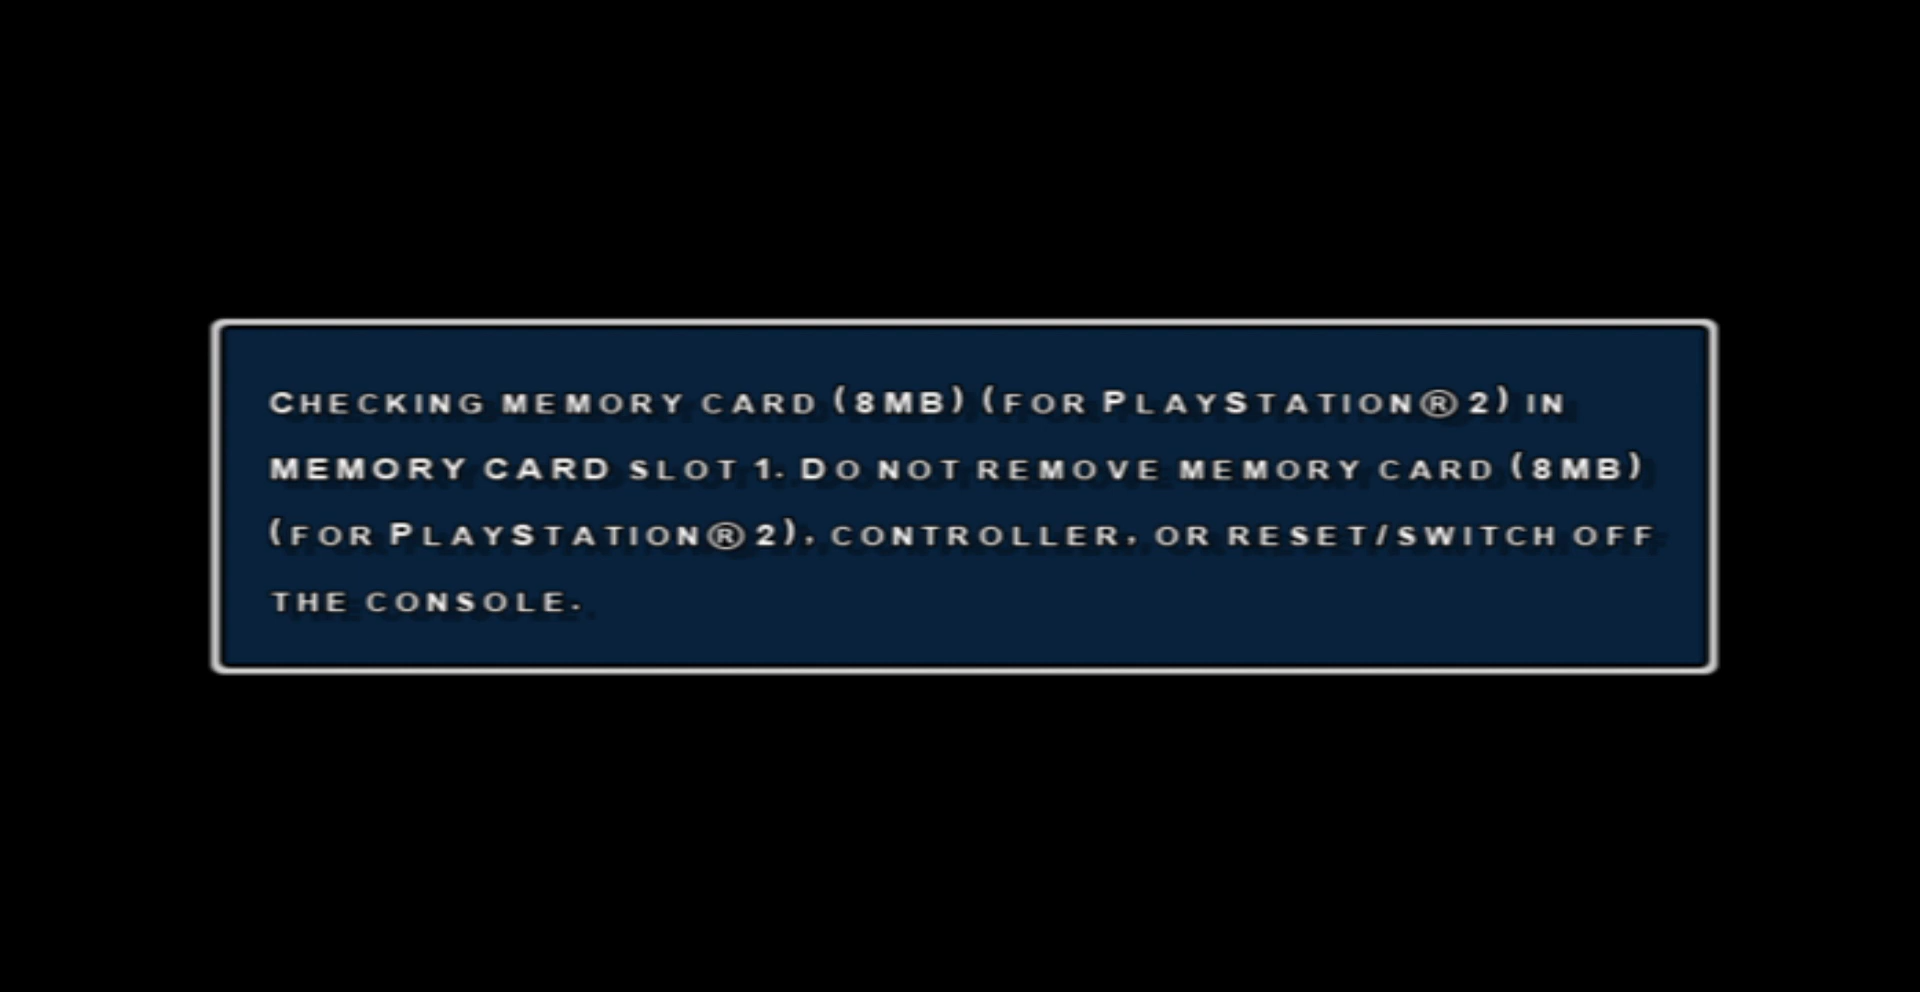 Checking memory card (8MB) (for PlayStation®2) in
MEMORY CARD slot 1. Do not remove memory card (8MB)
(for PlayStation®2), controller, or reset/switch off
the console.